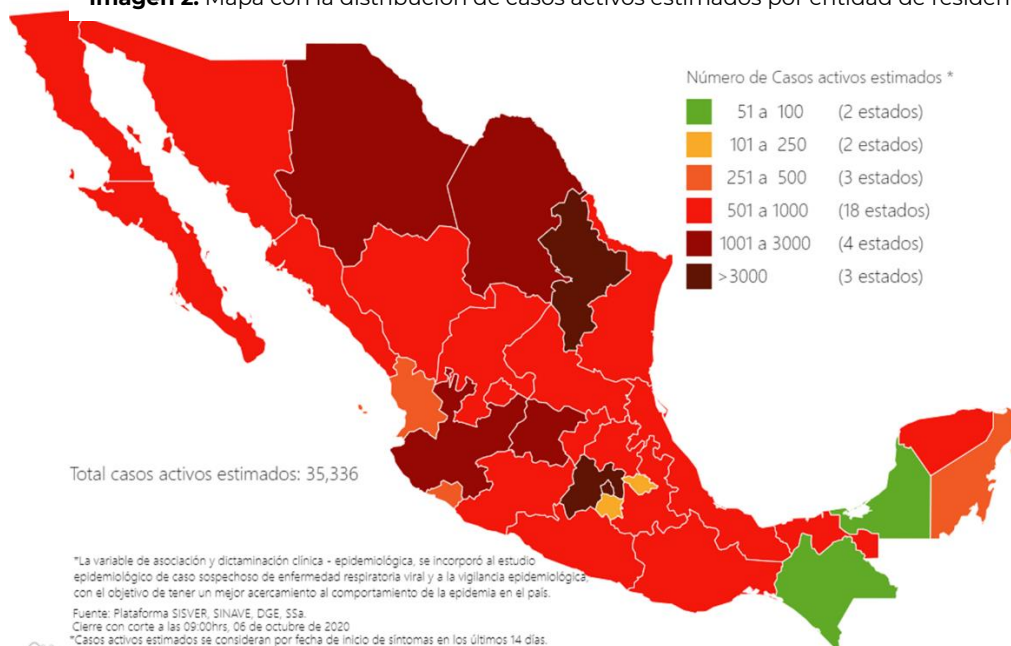 Imagen 2. Mapa con la distribución de casos activos estimados por entidad de
Número de Casos activos estimados *
51 a 100 (2 estados)
101 a 250 (2 estados)
251 a 500 (3 estados)
501 a 1000 (18 estados)
1001 a 3000 (4 estados)
>3000 (3 estados)
Total casos activos estimados: 35,336
*La variable de asociación y dictaminación clínica - epidemiológica, se incorporó al estudio
epidemiológico de caso sospechoso de enfermedad respiratoria viral y a la vigilancia epidemiológica,
con el objetivo de tener un mejor acercamiento al comportamiento de la epidemia en el país.
Fuente: Plataforma SISVER, SINAVE, DGE, SSa.
Cierre con corte a las 09:00hrs, 06 de octubre de 2020
*Casos activos estimados se consideran por fecha de inicio de síntomas en los últimos 14 días.